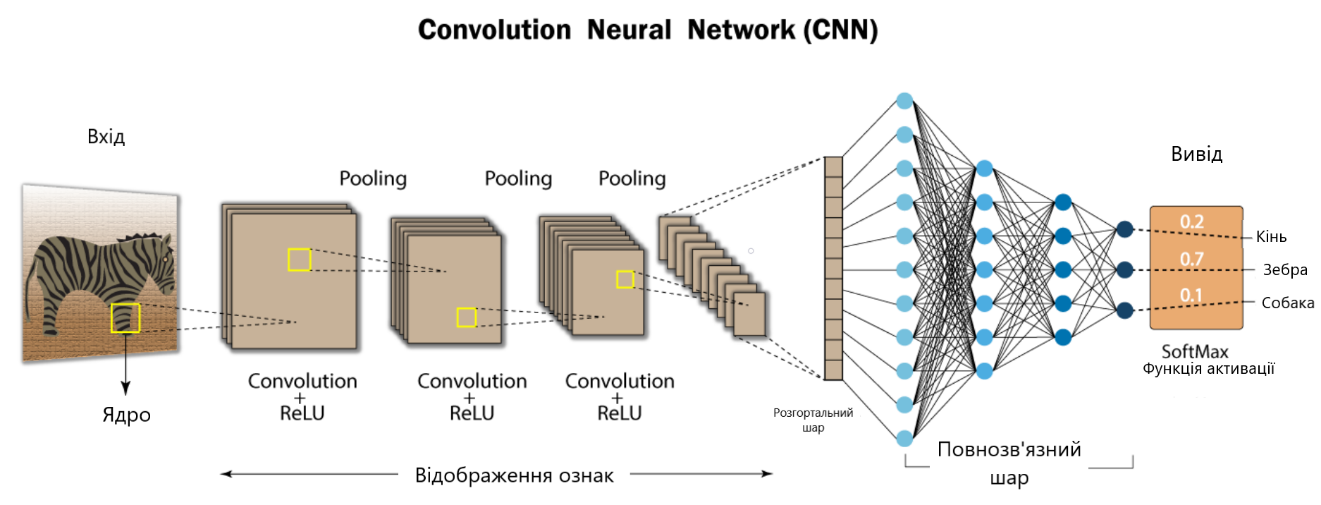 Convolution Neural Network (CNN)
Вхід
Pooling
Pooling
Pooling
Вивід
0.2
Кінь
0.7
Зебра
0.1
Собака
SoftMax
Функція активації
Convolution
+
ReLU
Convolution
+
ReLU
Convolution
+
ReLU
Ядро
Розгортальний
шар
Повнозв'язний
шар
Відображення ознак